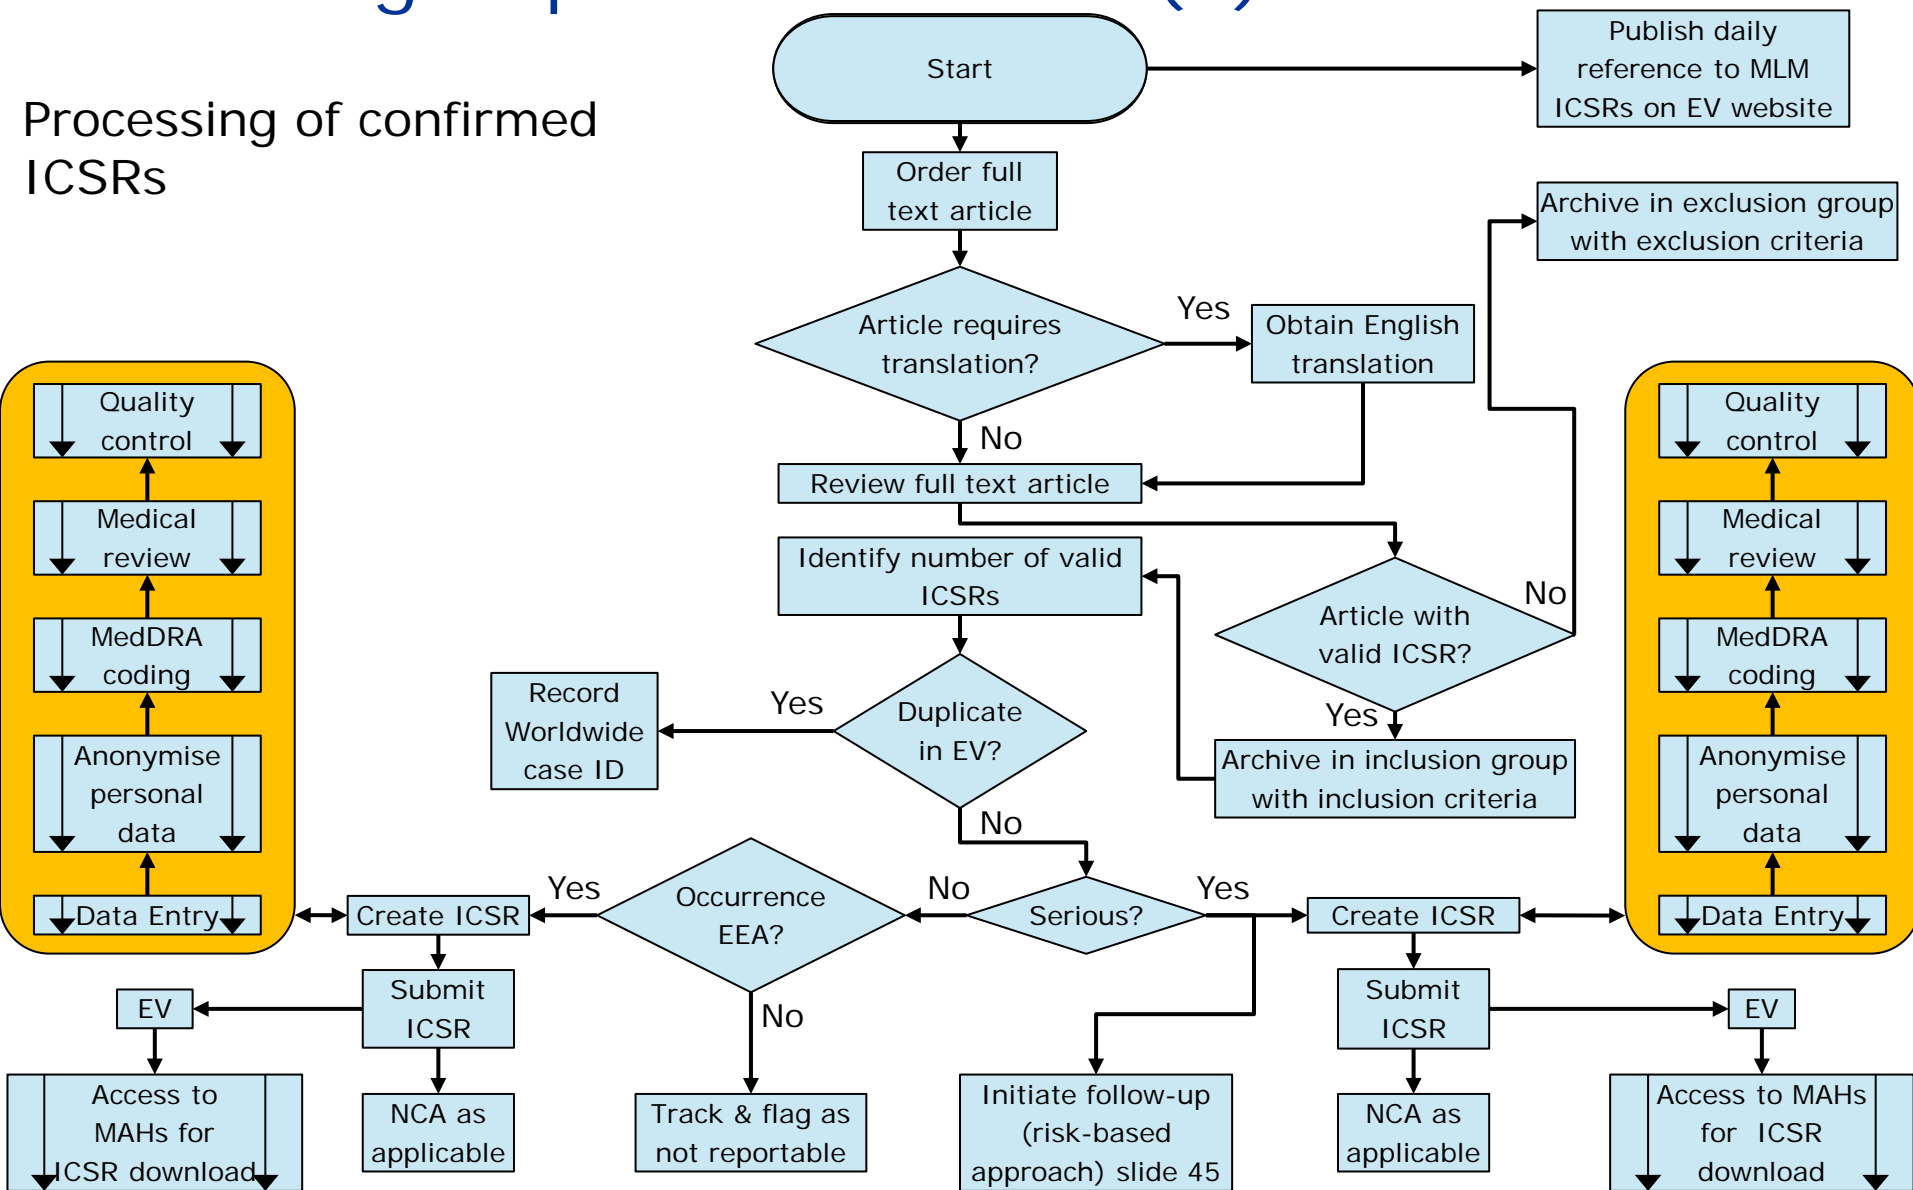 Start
Publish daily
reference to MLM
ICSRs on EV website
Processing of confirmed
ICSRs
Order full
text article
Archive in exclusion group
with exclusion criteria
Article requires
translation?
Yes
Obtain English
translation
No
Review full text article
Identify number of valid
ICSRs
Article with
valid ICSR?
No
Yes
Archive in inclusion group
with inclusion criteria
Duplicate
in EV?
Yes
Record
Worldwide
case ID
No
Serious?
No
Yes
Occurrence
EEA?
Yes
No
Create ICSR
Quality
control
Medical
review
MedDRA
coding
Anonymise
personal
data
Data Entry
Submit
ICSR
EV
Access to
MAHs for
ICSR download
NCA as
applicable
Track & flag as
not reportable
Initiate follow-up
(risk-based
approach) slide 45
Create ICSR
Quality
control
Medical
review
MedDRA
coding
Anonymise
personal
data
Data Entry
Submit
ICSR
EV
NCA as
applicable
Access to MAHs
for ICSR
download